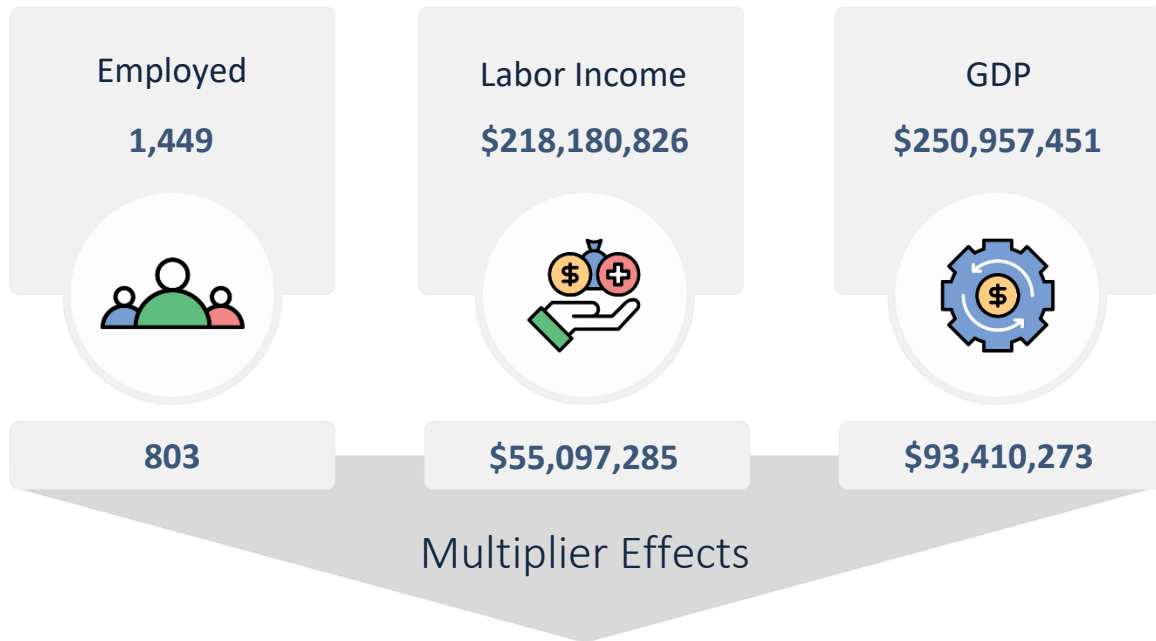 Employed
1,449
Labor Income
$218,180,826
GDP
$250,957,451
$
$
803
$55,097,285
$93,410,273
Multiplier Effects